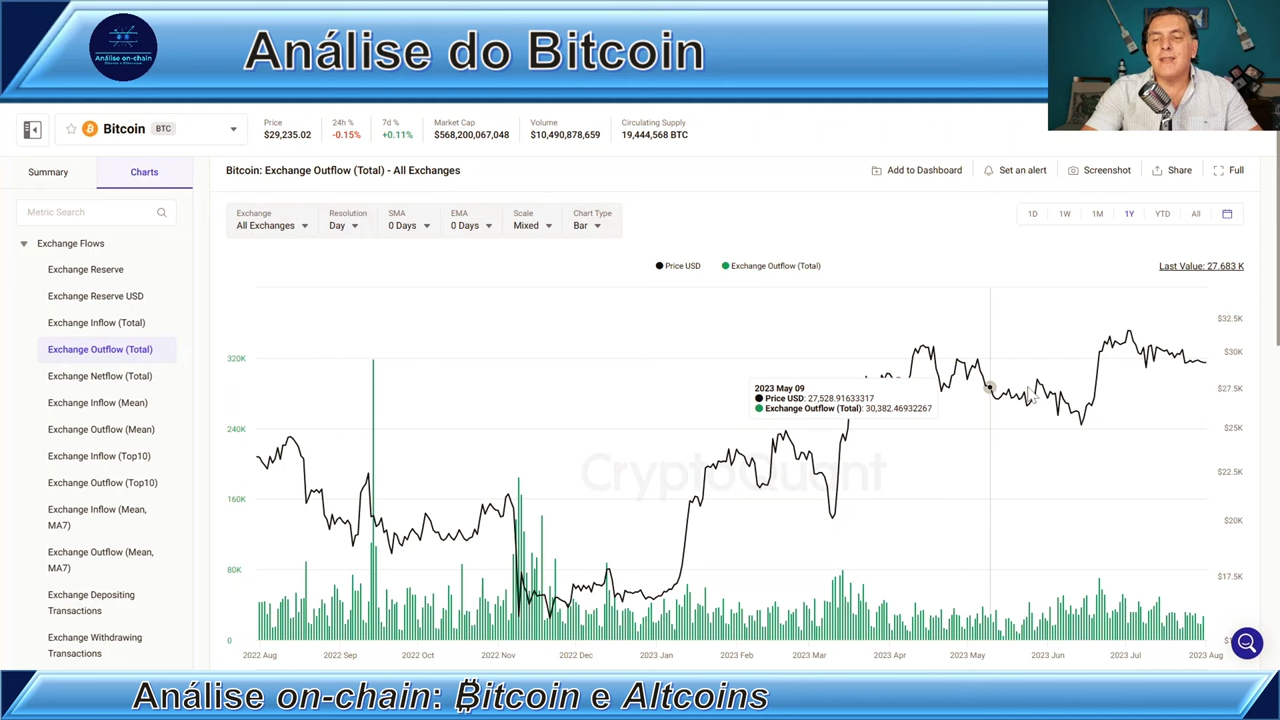 Análise on-chain
Análise do Bitcoin
Bitcoin BTC
Price
$29,235.02
24h %
-0.15%
7d %
+0.11%
Market Cap
$568,200,067,048
Volume
$10,490,878,659
Circulating Supply
19,444,568 BTC
Summary
Charts
Metric Search
Exchange Flows
Exchange Reserve
Exchange Reserve USD
Exchange Inflow (Total)
Exchange Outflow (Total)
Exchange Netflow (Total)
Exchange Inflow (Mean)
Exchange Outflow (Mean)
Exchange Inflow (Top10)
Exchange Outflow (Top10)
Exchange Inflow (Mean,
MA7)
Exchange Outflow (Mean,
MA7)
Exchange Depositing
Transactions
Exchange Withdrawing
Transactions
Bitcoin: Exchange Outflow (Total) - All Exchanges
Add to Dashboard
Set an alert
Screenshot
Share
Full
Exchange
All Exchanges
Resolution
Day
SMA
0 Days
EMA
0 Days
Scale
Mixed
Chart Type
Bar
1D 1W 1M 1Y YTD All
Price USD Exchange Outflow (Total)
Last Value: 27.683 K
320K
240K
160K
80K
0
$32.5K
$30K
$27.5K
$25K
$22.5K
$20K
$17.5K
2023 May 09
Price USD: 27,528.91633317
Exchange Outflow (Total): 30,382.46932267
CryptoQuant
2022 Aug 2022 Sep 2022 Oct 2022 Nov 2022 Dec 2023 Jan 2023 Feb 2023 Mar 2023 Apr 2023 May 2023 Jun 2023 Jul 2023 Aug
Análise on-chain: ₿itcoin e Altcoins